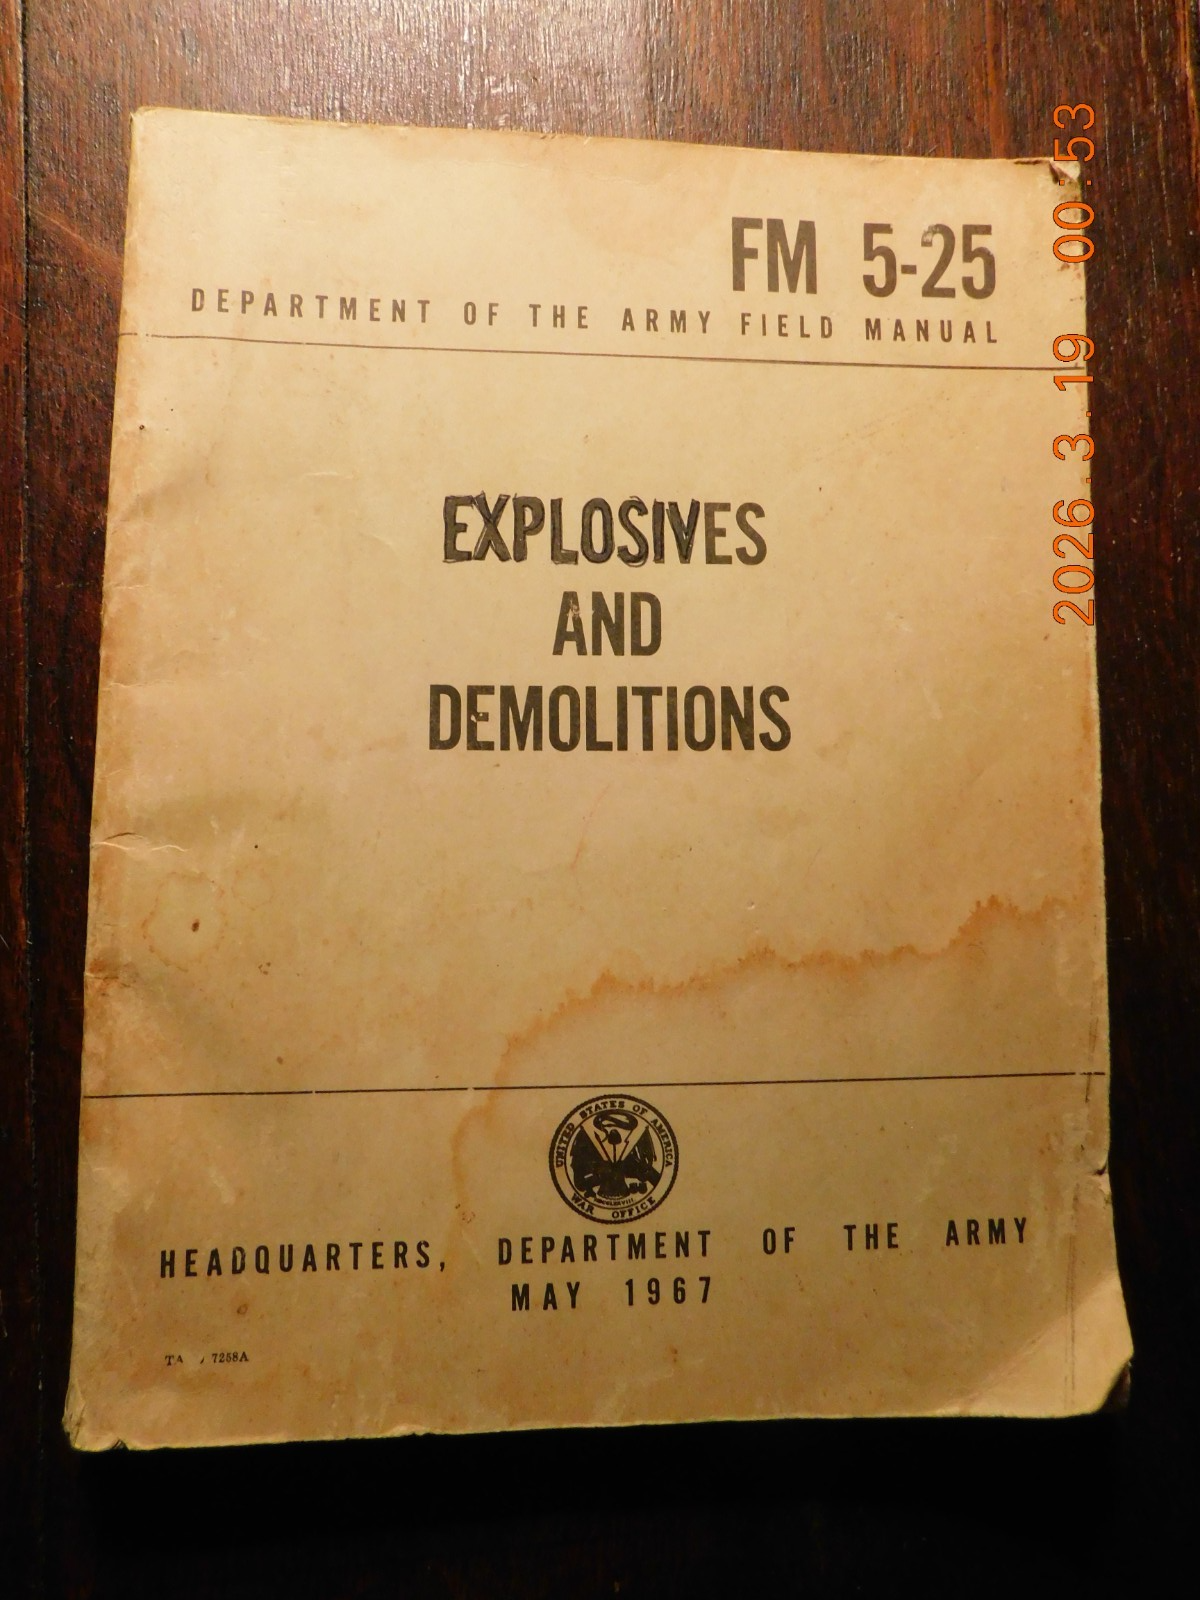 FM 5-25
DEPARTMENT OF THE ARMY FIELD MANUAL
EXPLOSIVES
AND
DEMOLITIONS
UNITED STATES OF AMERICA
WAR OFFICE
HEADQUARTERS, DEPARTMENT OF THE ARMY
MAY 1967
7258A
2026.3.19 00:53